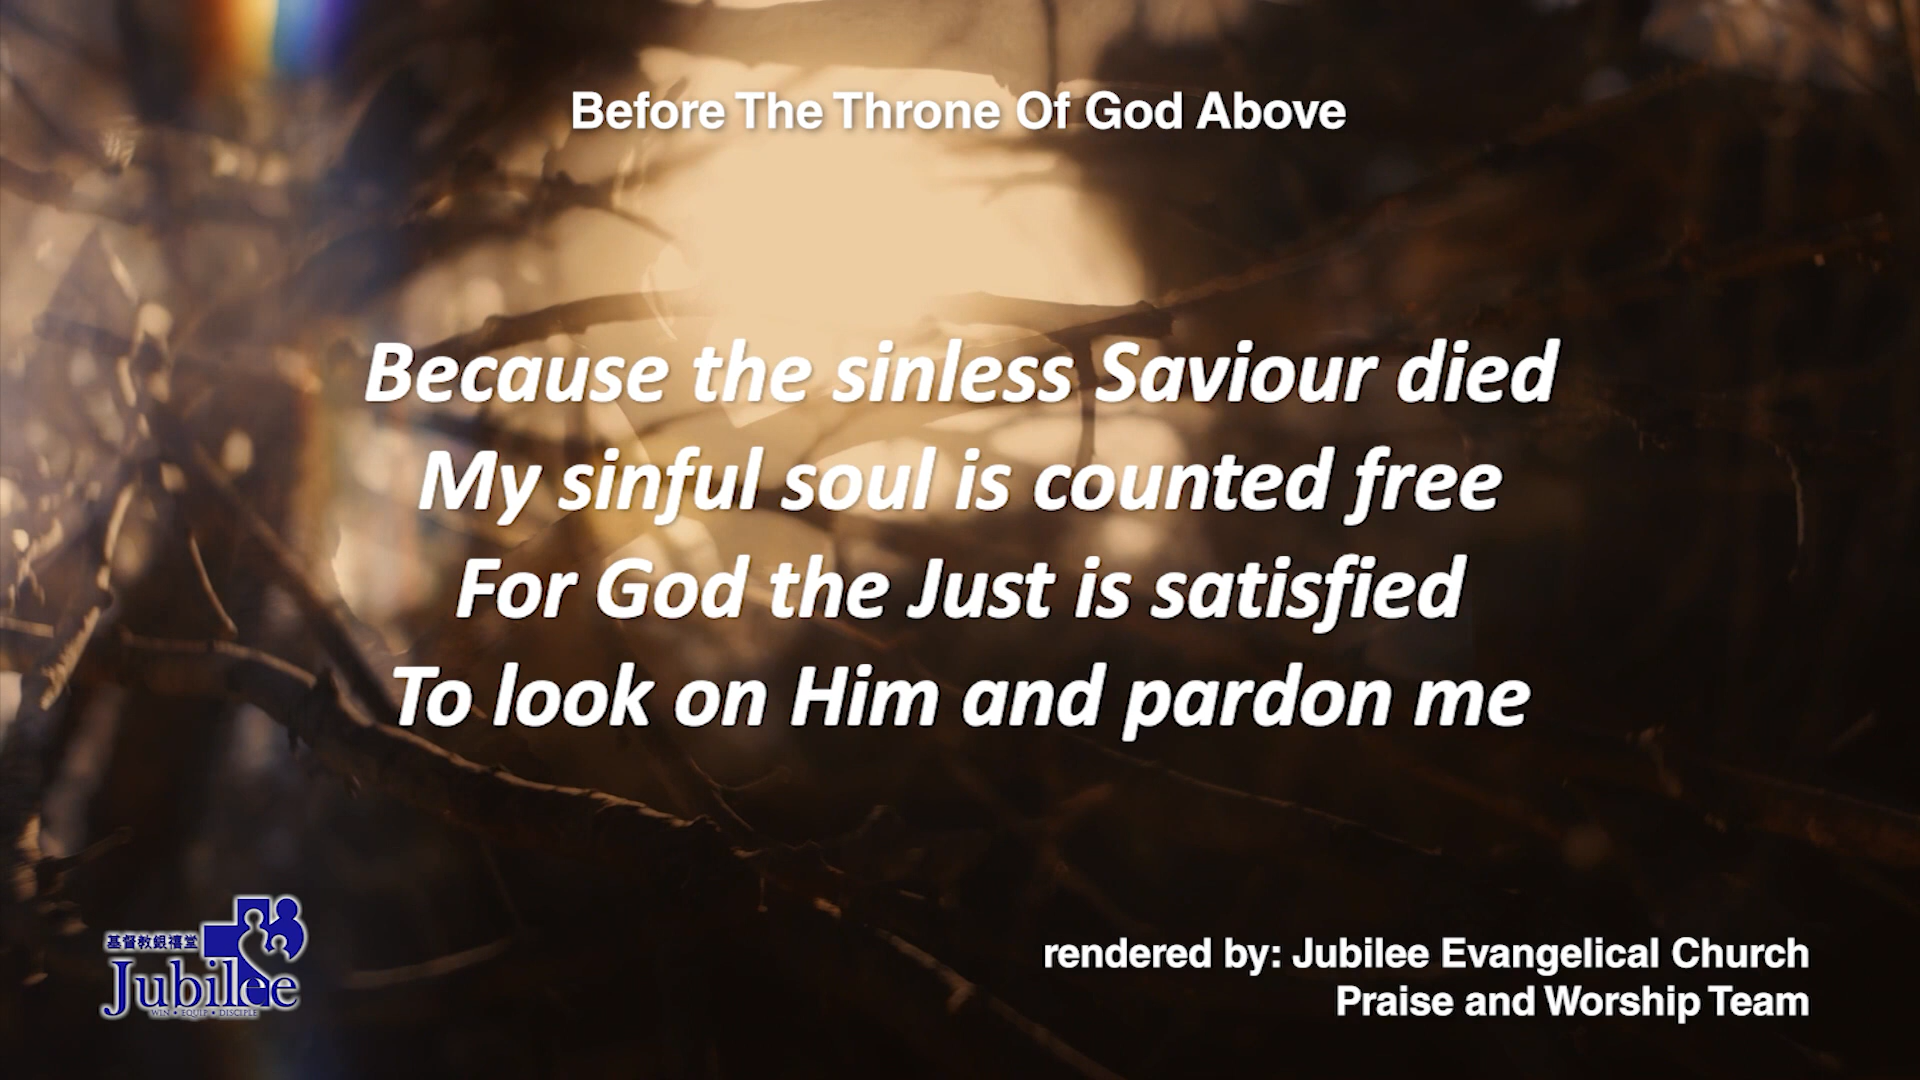 Before The Throne Of God Above
Because the sinless Saviour died
My sinful soul is counted free
For God the Just is satisfied
To look on Him and pardon me
基督教銀禧堂
Jubilee
WIN • EQUIP • DISCIPLE
rendered by: Jubilee Evangelical Church
Praise and Worship Team